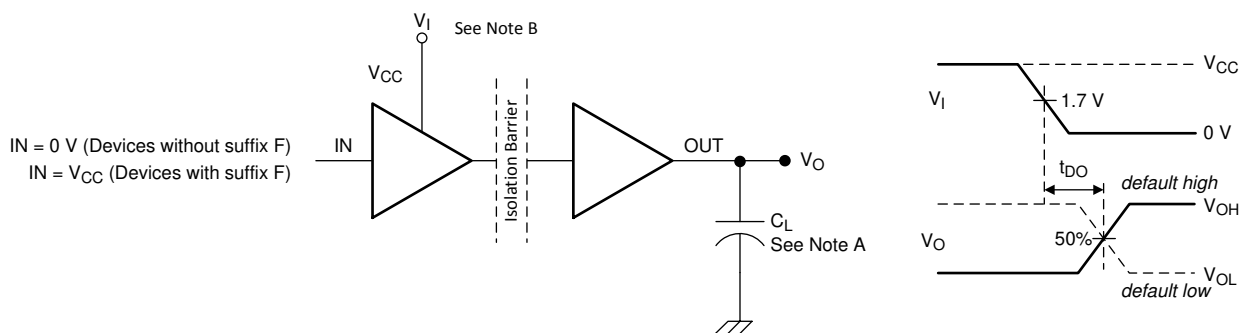 V_I
See Note B
V_CC
IN = 0 V (Devices without suffix F)
IN = V_CC (Devices with suffix F)
IN
Isolation Barrier
OUT
V_O
C_L
See Note A
V_I
V_CC
1.7 V
0 V
t_DO
default high
V_OH
V_O
50%
V_OL
default low